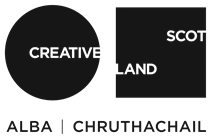 SCOT
CREATIVE
LAND
ALBA | CHRUTHACHAIL